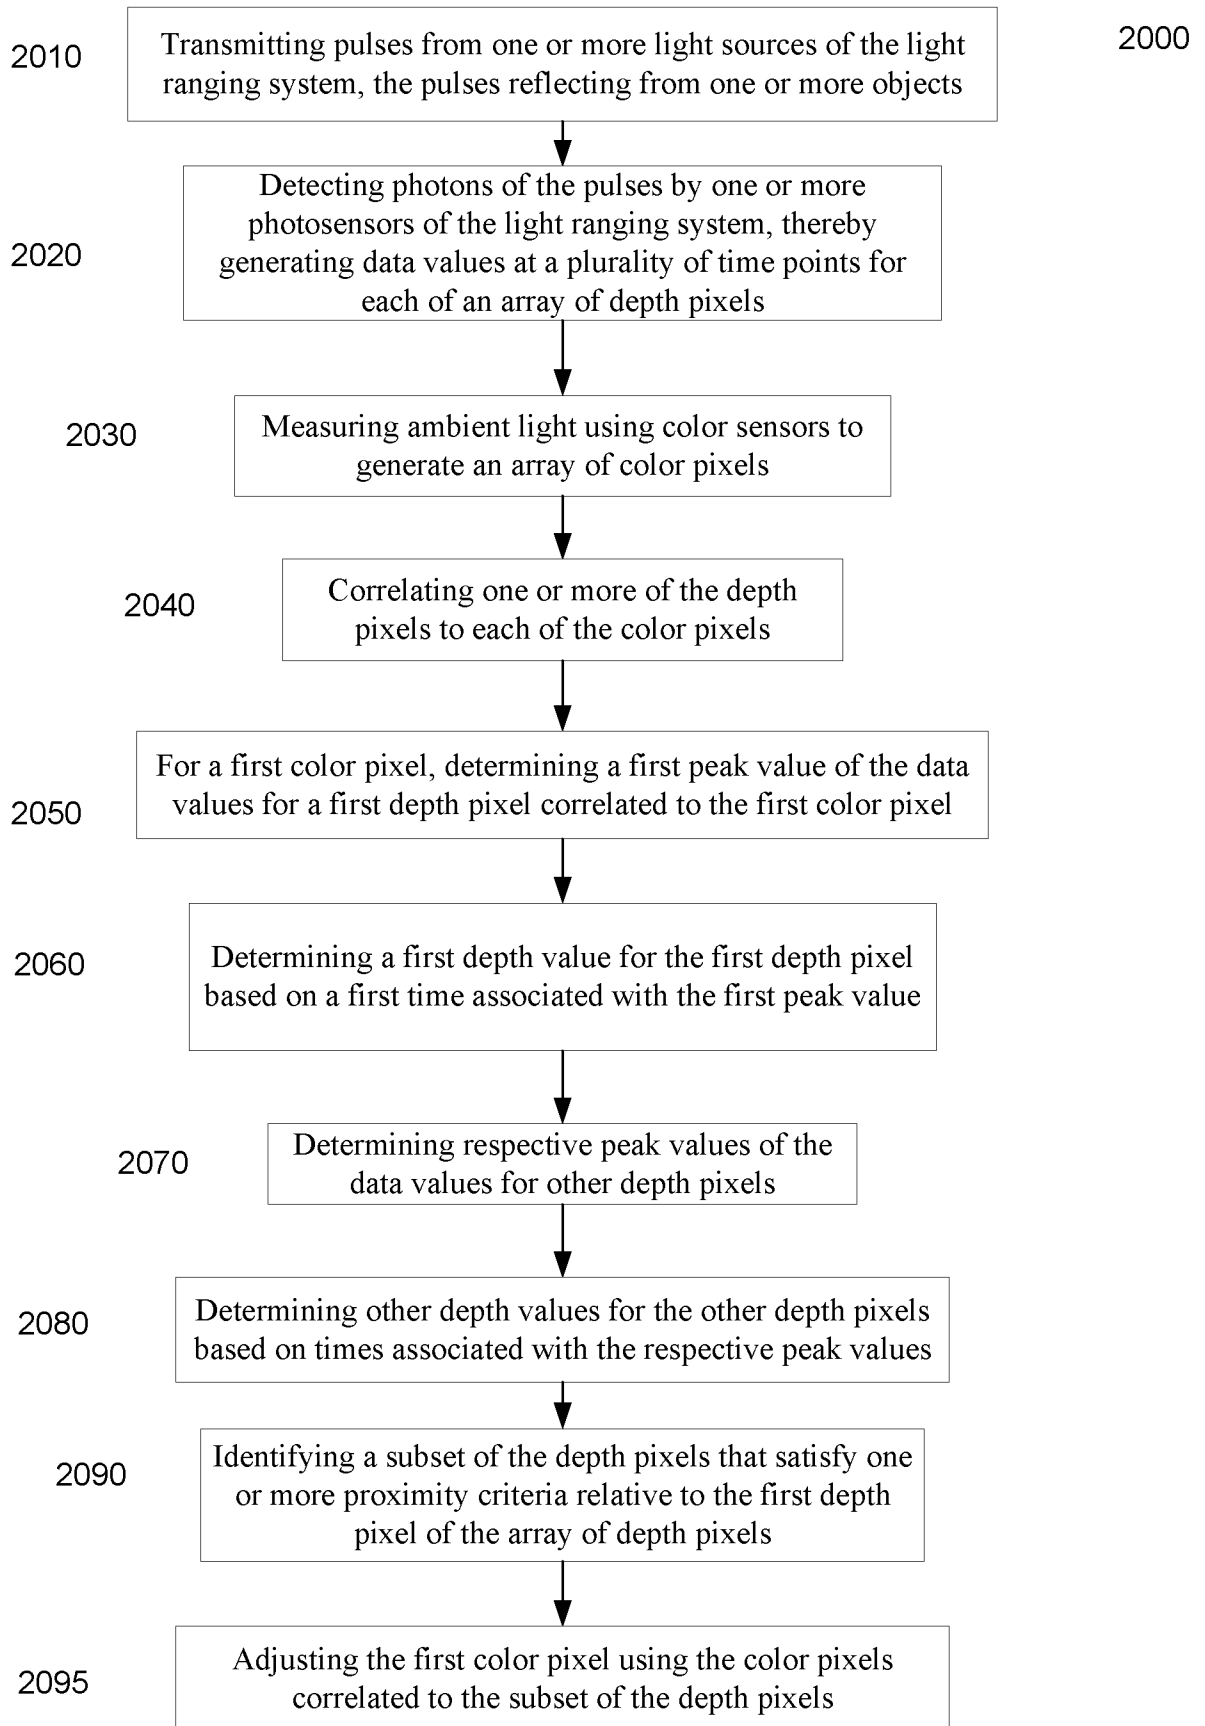 2000
2010
Transmitting pulses from one or more light sources of the light
ranging system, the pulses reflecting from one or more objects
2020
Detecting photons of the pulses by one or more
photosensors of the light ranging system, thereby
generating data values at a plurality of time points for
each of an array of depth pixels
2030
Measuring ambient light using color sensors to
generate an array of color pixels
2040
Correlating one or more of the depth
pixels to each of the color pixels
2050
For a first color pixel, determining a first peak value of the data
values for a first depth pixel correlated to the first color pixel
2060
Determining a first depth value for the first depth pixel
based on a first time associated with the first peak value
2070
Determining respective peak values of the
data values for other depth pixels
2080
Determining other depth values for the other depth pixels
based on times associated with the respective peak values
2090
Identifying a subset of the depth pixels that satisfy one
or more proximity criteria relative to the first depth
pixel of the array of depth pixels
2095
Adjusting the first color pixel using the color pixels
correlated to the subset of the depth pixels